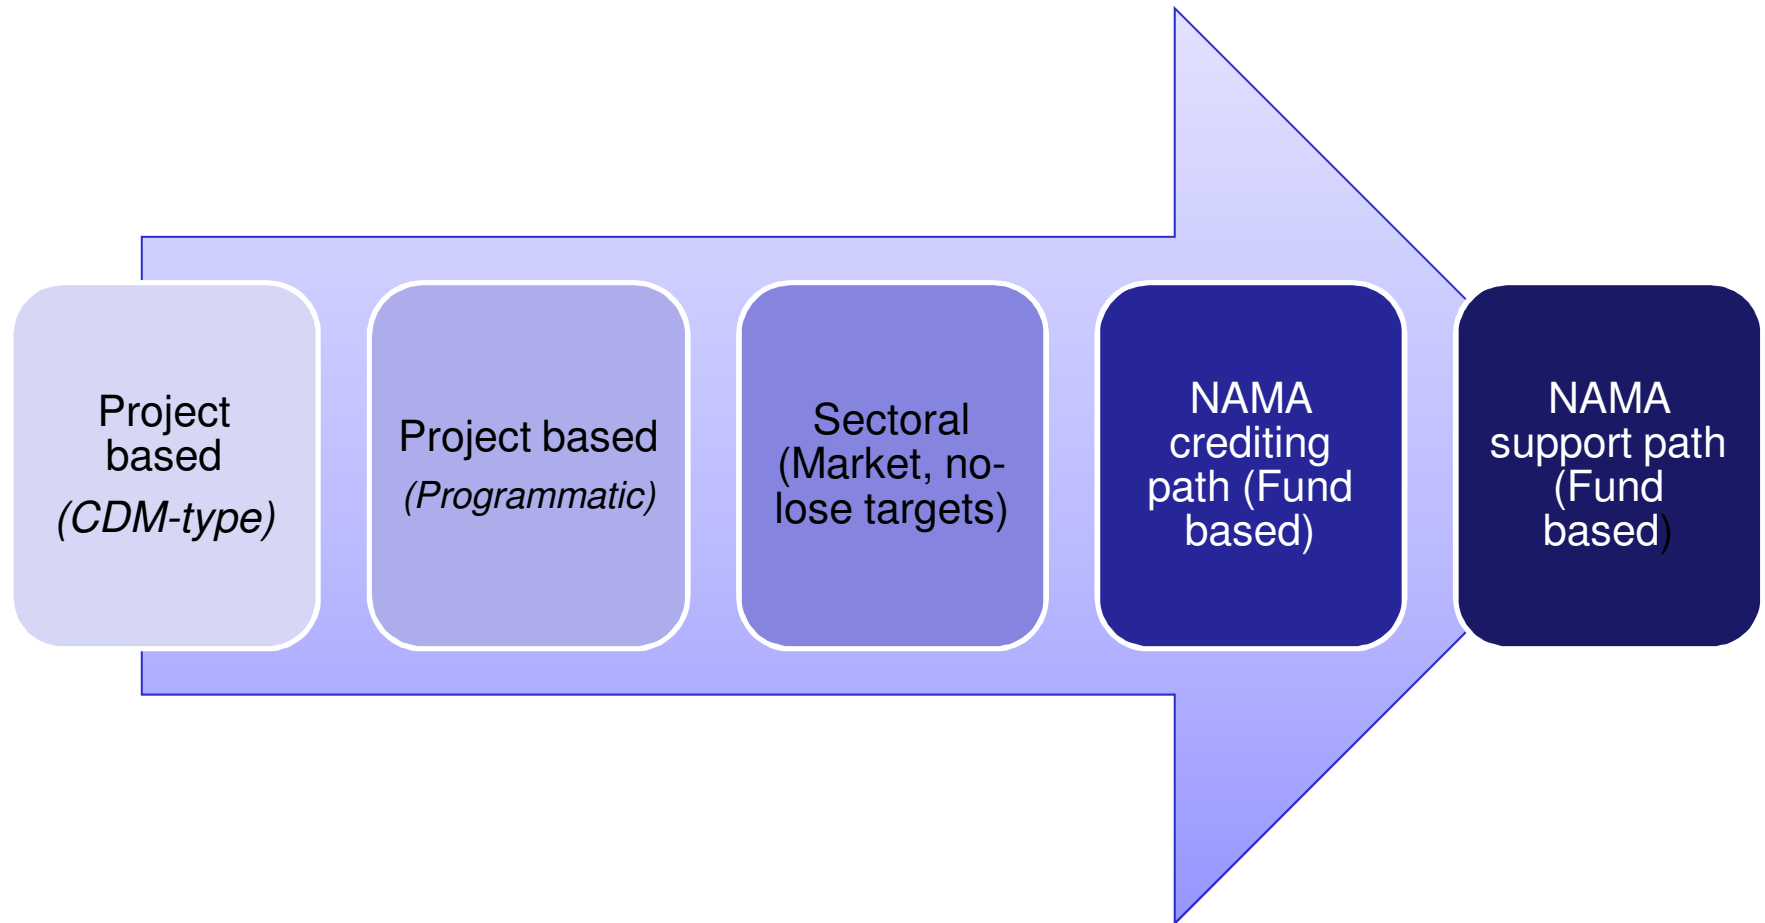 Project
based
(CDM-type)
Project based
(Programmatic)
Sectoral
(Market, no-
lose targets)
NAMA
crediting
path (Fund
based)
NAMA
support path
(Fund
based)